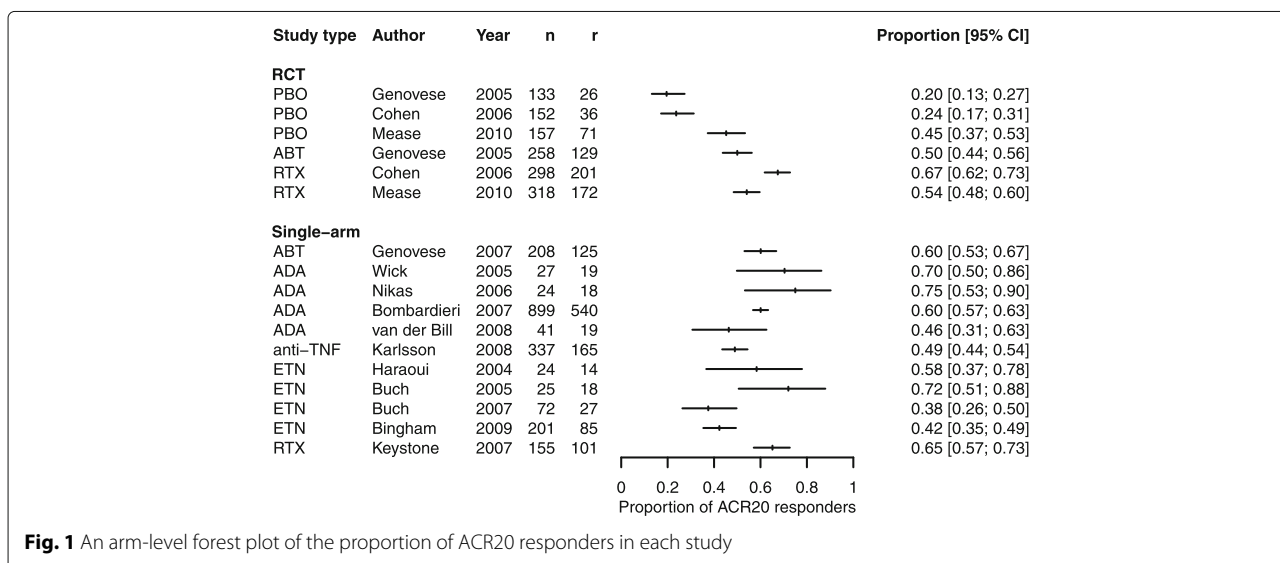 Study type Author Year n r Proportion [95% CI]
RCT
PBO Genovese 2005 133 26 0.20 [0.13; 0.27]
PBO Cohen 2006 152 36 0.24 [0.17; 0.31]
PBO Mease 2010 157 71 0.45 [0.37; 0.53]
ABT Genovese 2005 258 129 0.50 [0.44; 0.56]
RTX Cohen 2006 298 201 0.67 [0.62; 0.73]
RTX Mease 2010 318 172 0.54 [0.48; 0.60]
Single−arm
ABT Genovese 2007 208 125 0.60 [0.53; 0.67]
ADA Wick 2005 27 19 0.70 [0.50; 0.86]
ADA Nikas 2006 24 18 0.75 [0.53; 0.90]
ADA Bombardieri 2007 899 540 0.60 [0.57; 0.63]
ADA van der Bill 2008 41 19 0.46 [0.31; 0.63]
anti−TNF Karlsson 2008 337 165 0.49 [0.44; 0.54]
ETN Haraoui 2004 24 14 0.58 [0.37; 0.78]
ETN Buch 2005 25 18 0.72 [0.51; 0.88]
ETN Buch 2007 72 27 0.38 [0.26; 0.50]
ETN Bingham 2009 201 85 0.42 [0.35; 0.49]
RTX Keystone 2007 155 101 0.65 [0.57; 0.73]
0 0.2 0.4 0.6 0.8 1
Proportion of ACR20 responders
Fig. 1 An arm-level forest plot of the proportion of ACR20 responders in each study